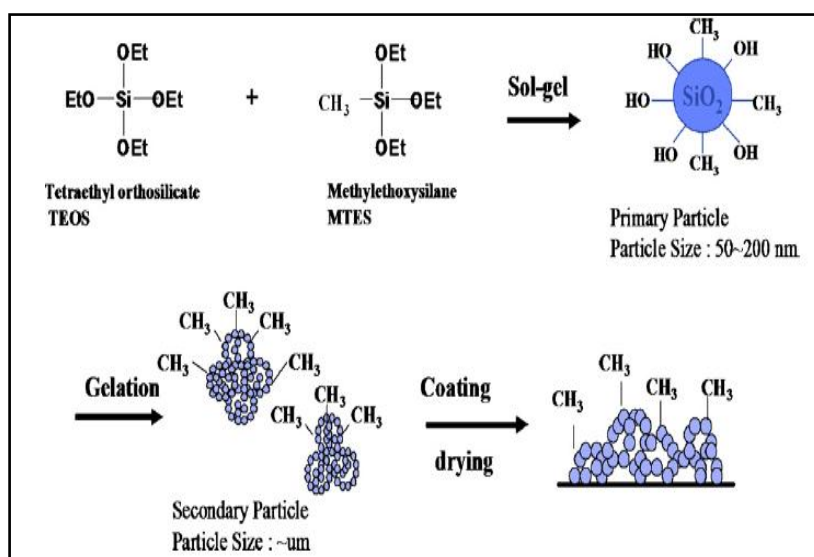 OEt
EtO—Si—OEt
OEt
+
OEt
CH3—Si—OEt
OEt
Sol-gel
CH3
HO OH
HO SiO2 CH3
HO CH3 OH
Tetraethyl orthosilicate
TEOS
Methylethoxysilane
MTES
Primary Particle
Particle Size : 50~200 nm
Gelation
CH3
CH3 CH3
CH3 CH3
CH3
CH3 CH3
Secondary Particle
Particle Size : ~um
Coating
drying
CH3 CH3 CH3 CH3